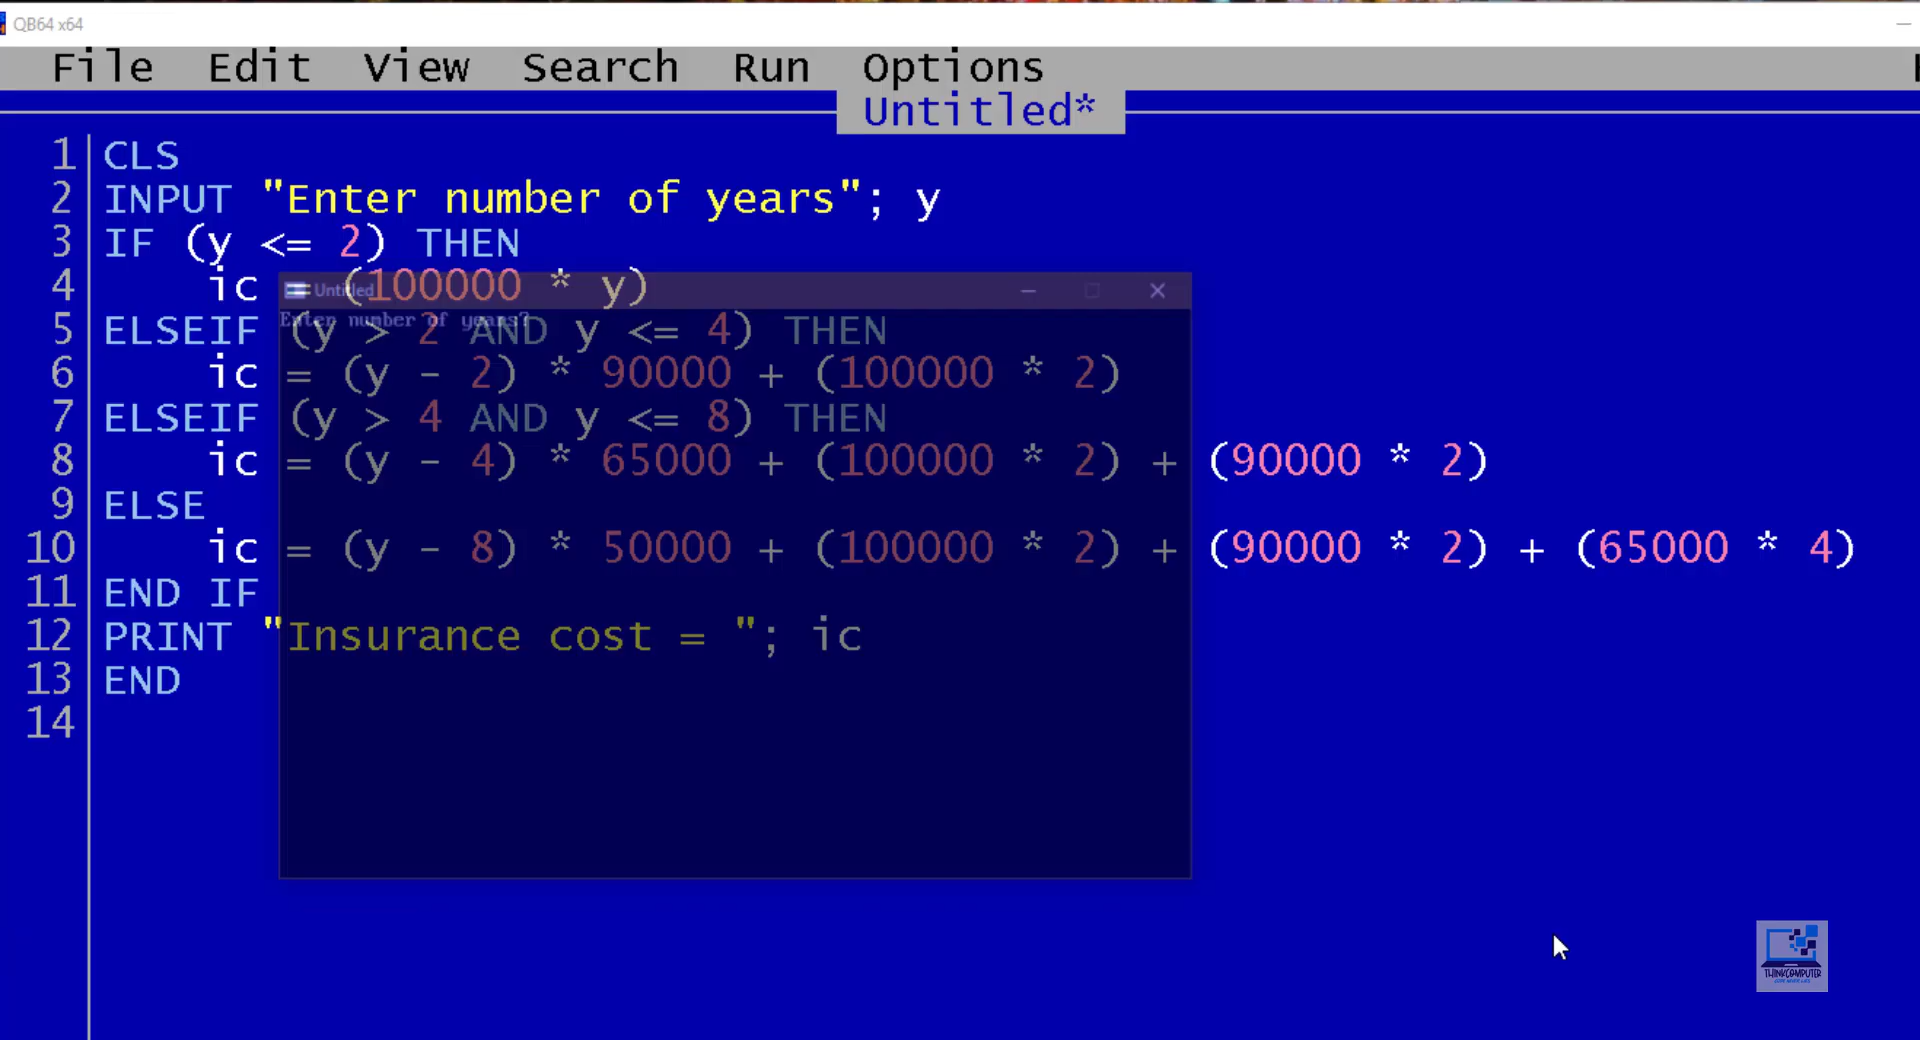 QB64 x64
File Edit View Search Run Options
Untitled*
1 CLS
2 INPUT "Enter number of years"; y
3 IF (y <= 2) THEN
4 ic = (100000 * y)
Untitled
Enter number of years?
5 ELSEIF (y > 2 AND y <= 4) THEN
6 ic = (y - 2) * 90000 + (100000 * 2)
7 ELSEIF (y > 4 AND y <= 8) THEN
8 ic = (y - 4) * 65000 + (100000 * 2) + (90000 * 2)
9 ELSE
10 ic = (y - 8) * 50000 + (100000 * 2) + (90000 * 2) + (65000 * 4)
11 END IF
12 PRINT "Insurance cost = "; ic
13 END
14
THINKCOMPUTER